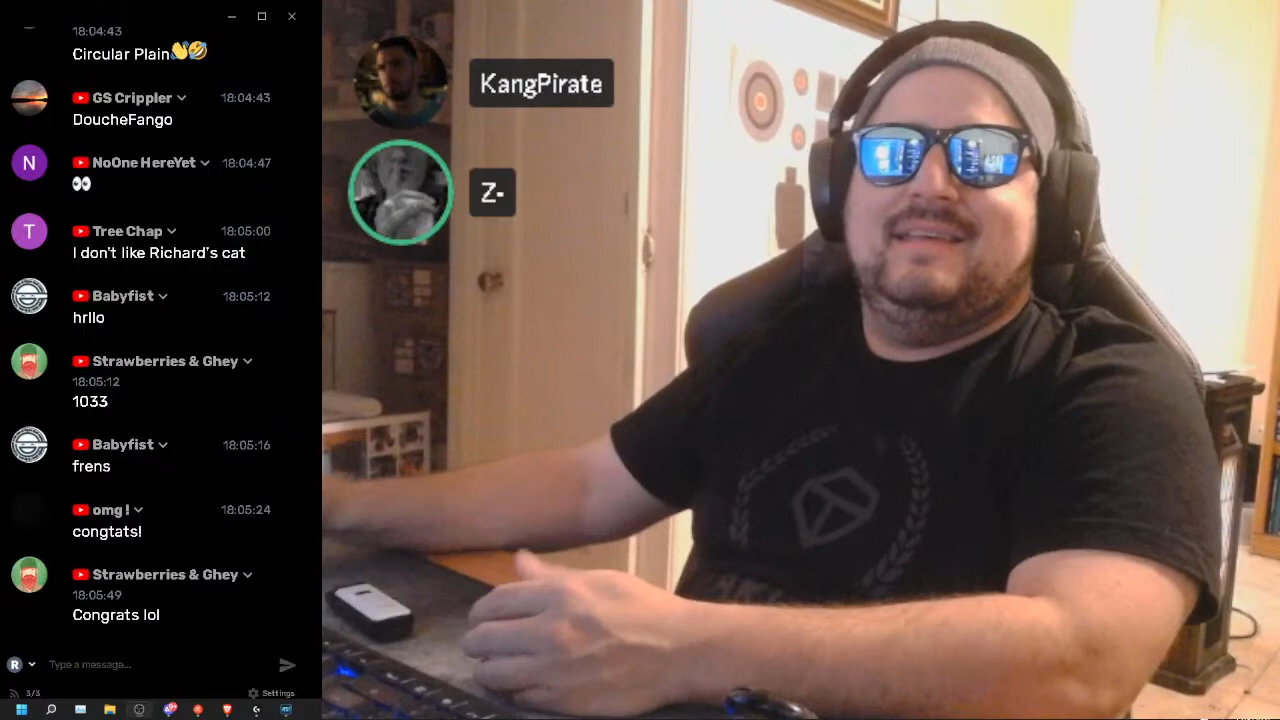 18:04:43
Circular Plain👋🤣
GS Crippler 18:04:43
DoucheFango
N NoOne HereYet 18:04:47
👀
T Tree Chap 18:05:00
I don't like Richard's cat
Babyfist 18:05:12
hrllo
Strawberries & Ghey
18:05:12
1033
Babyfist 18:05:16
frens
omg! 18:05:24
congtats!
Strawberries & Ghey
18:05:49
Congrats lol
R Type a message...
3/3 Settings
KangPirate
Z-